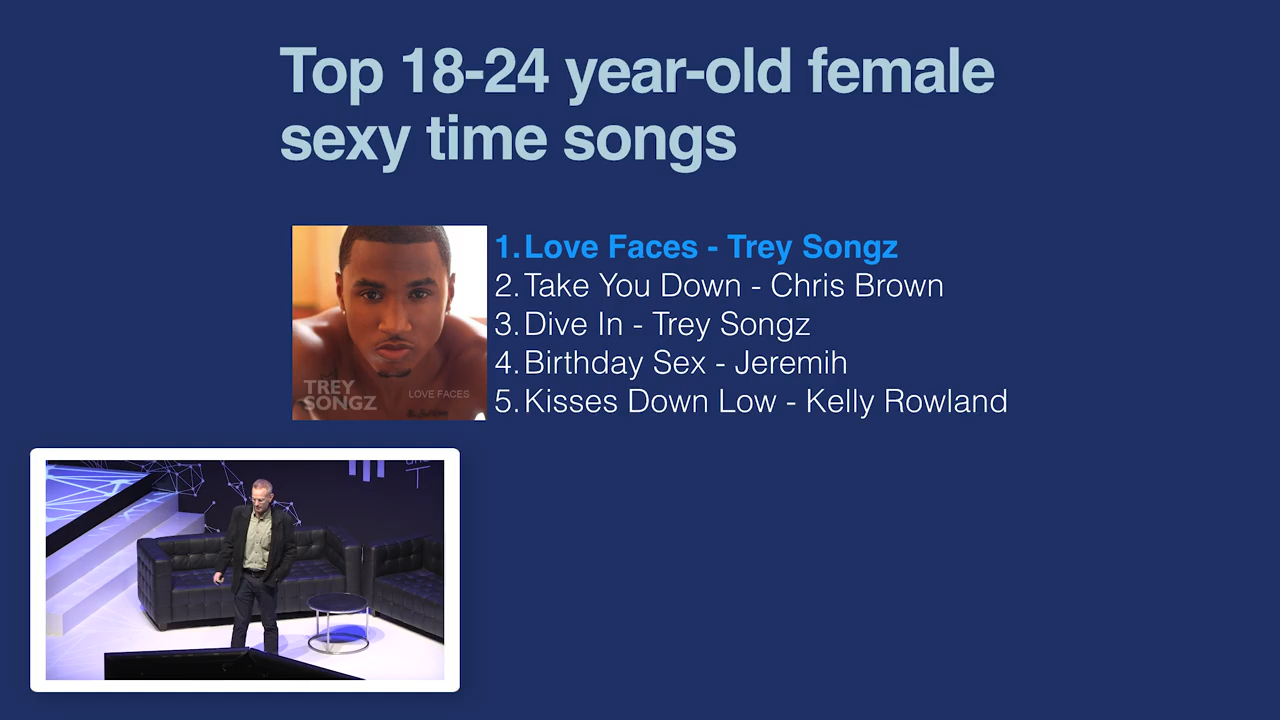 Top 18-24 year-old female
sexy time songs
1. Love Faces - Trey Songz
2. Take You Down - Chris Brown
3. Dive In - Trey Songz
4. Birthday Sex - Jeremih
5. Kisses Down Low - Kelly Rowland
TREY
SONGZ
LOVE FACES